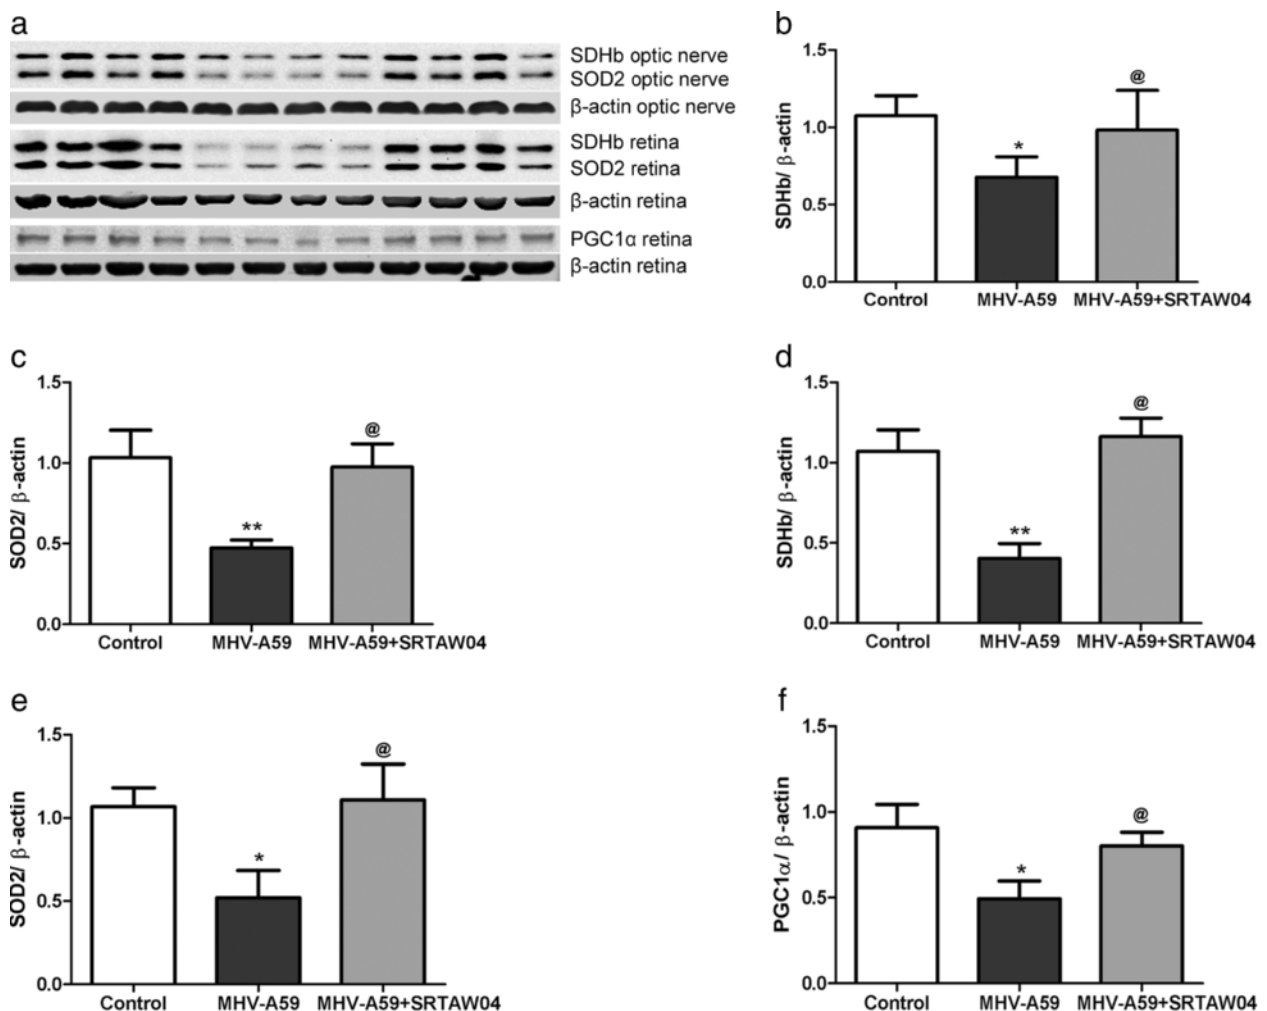 a
SDHb optic nerve
SOD2 optic nerve
β-actin optic nerve
SDHb retina
SOD2 retina
β-actin retina
PGC1α retina
β-actin retina
b
SDHb/ β-actin
1.5
1.0
0.5
0.0
*
@
Control
MHV-A59
MHV-A59+SRTAW04
c
SOD2/ β-actin
1.5
1.0
0.5
0.0
**
@
Control
MHV-A59
MHV-A59+SRTAW04
d
SDHb/ β-actin
1.5
1.0
0.5
0.0
**
@
Control
MHV-A59
MHV-A59+SRTAW04
e
SOD2/ β-actin
1.5
1.0
0.5
0.0
*
@
Control
MHV-A59
MHV-A59+SRTAW04
f
PGC1α/ β-actin
1.5
1.0
0.5
0.0
*
@
Control
MHV-A59
MHV-A59+SRTAW04